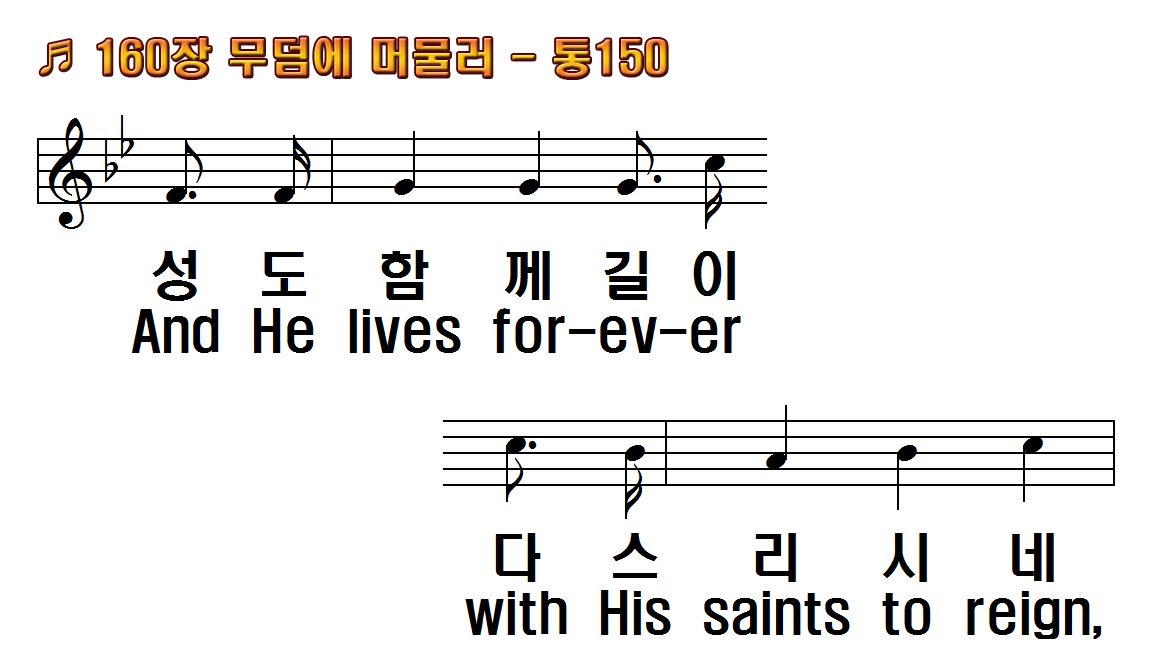 ♬ 160장 무덤에 머물러 - 통150
성 도 함 께 길 이
And He lives for-ev-er
다 스 리 시 네
with His saints to reign,